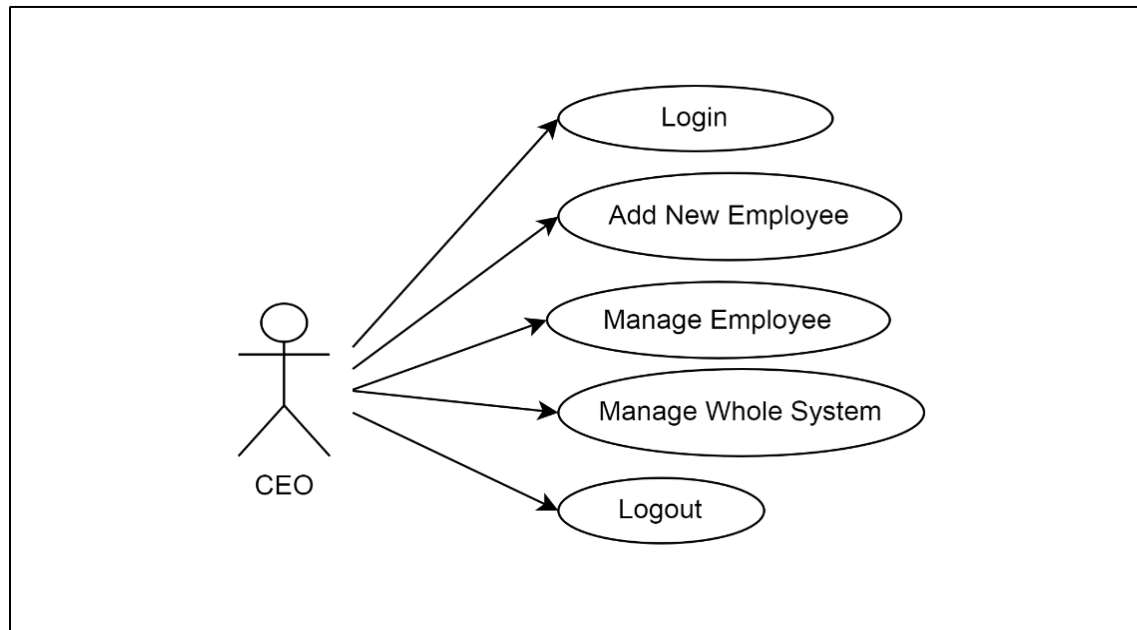 Login
Add New Employee
Manage Employee
Manage Whole System
CEO
Logout